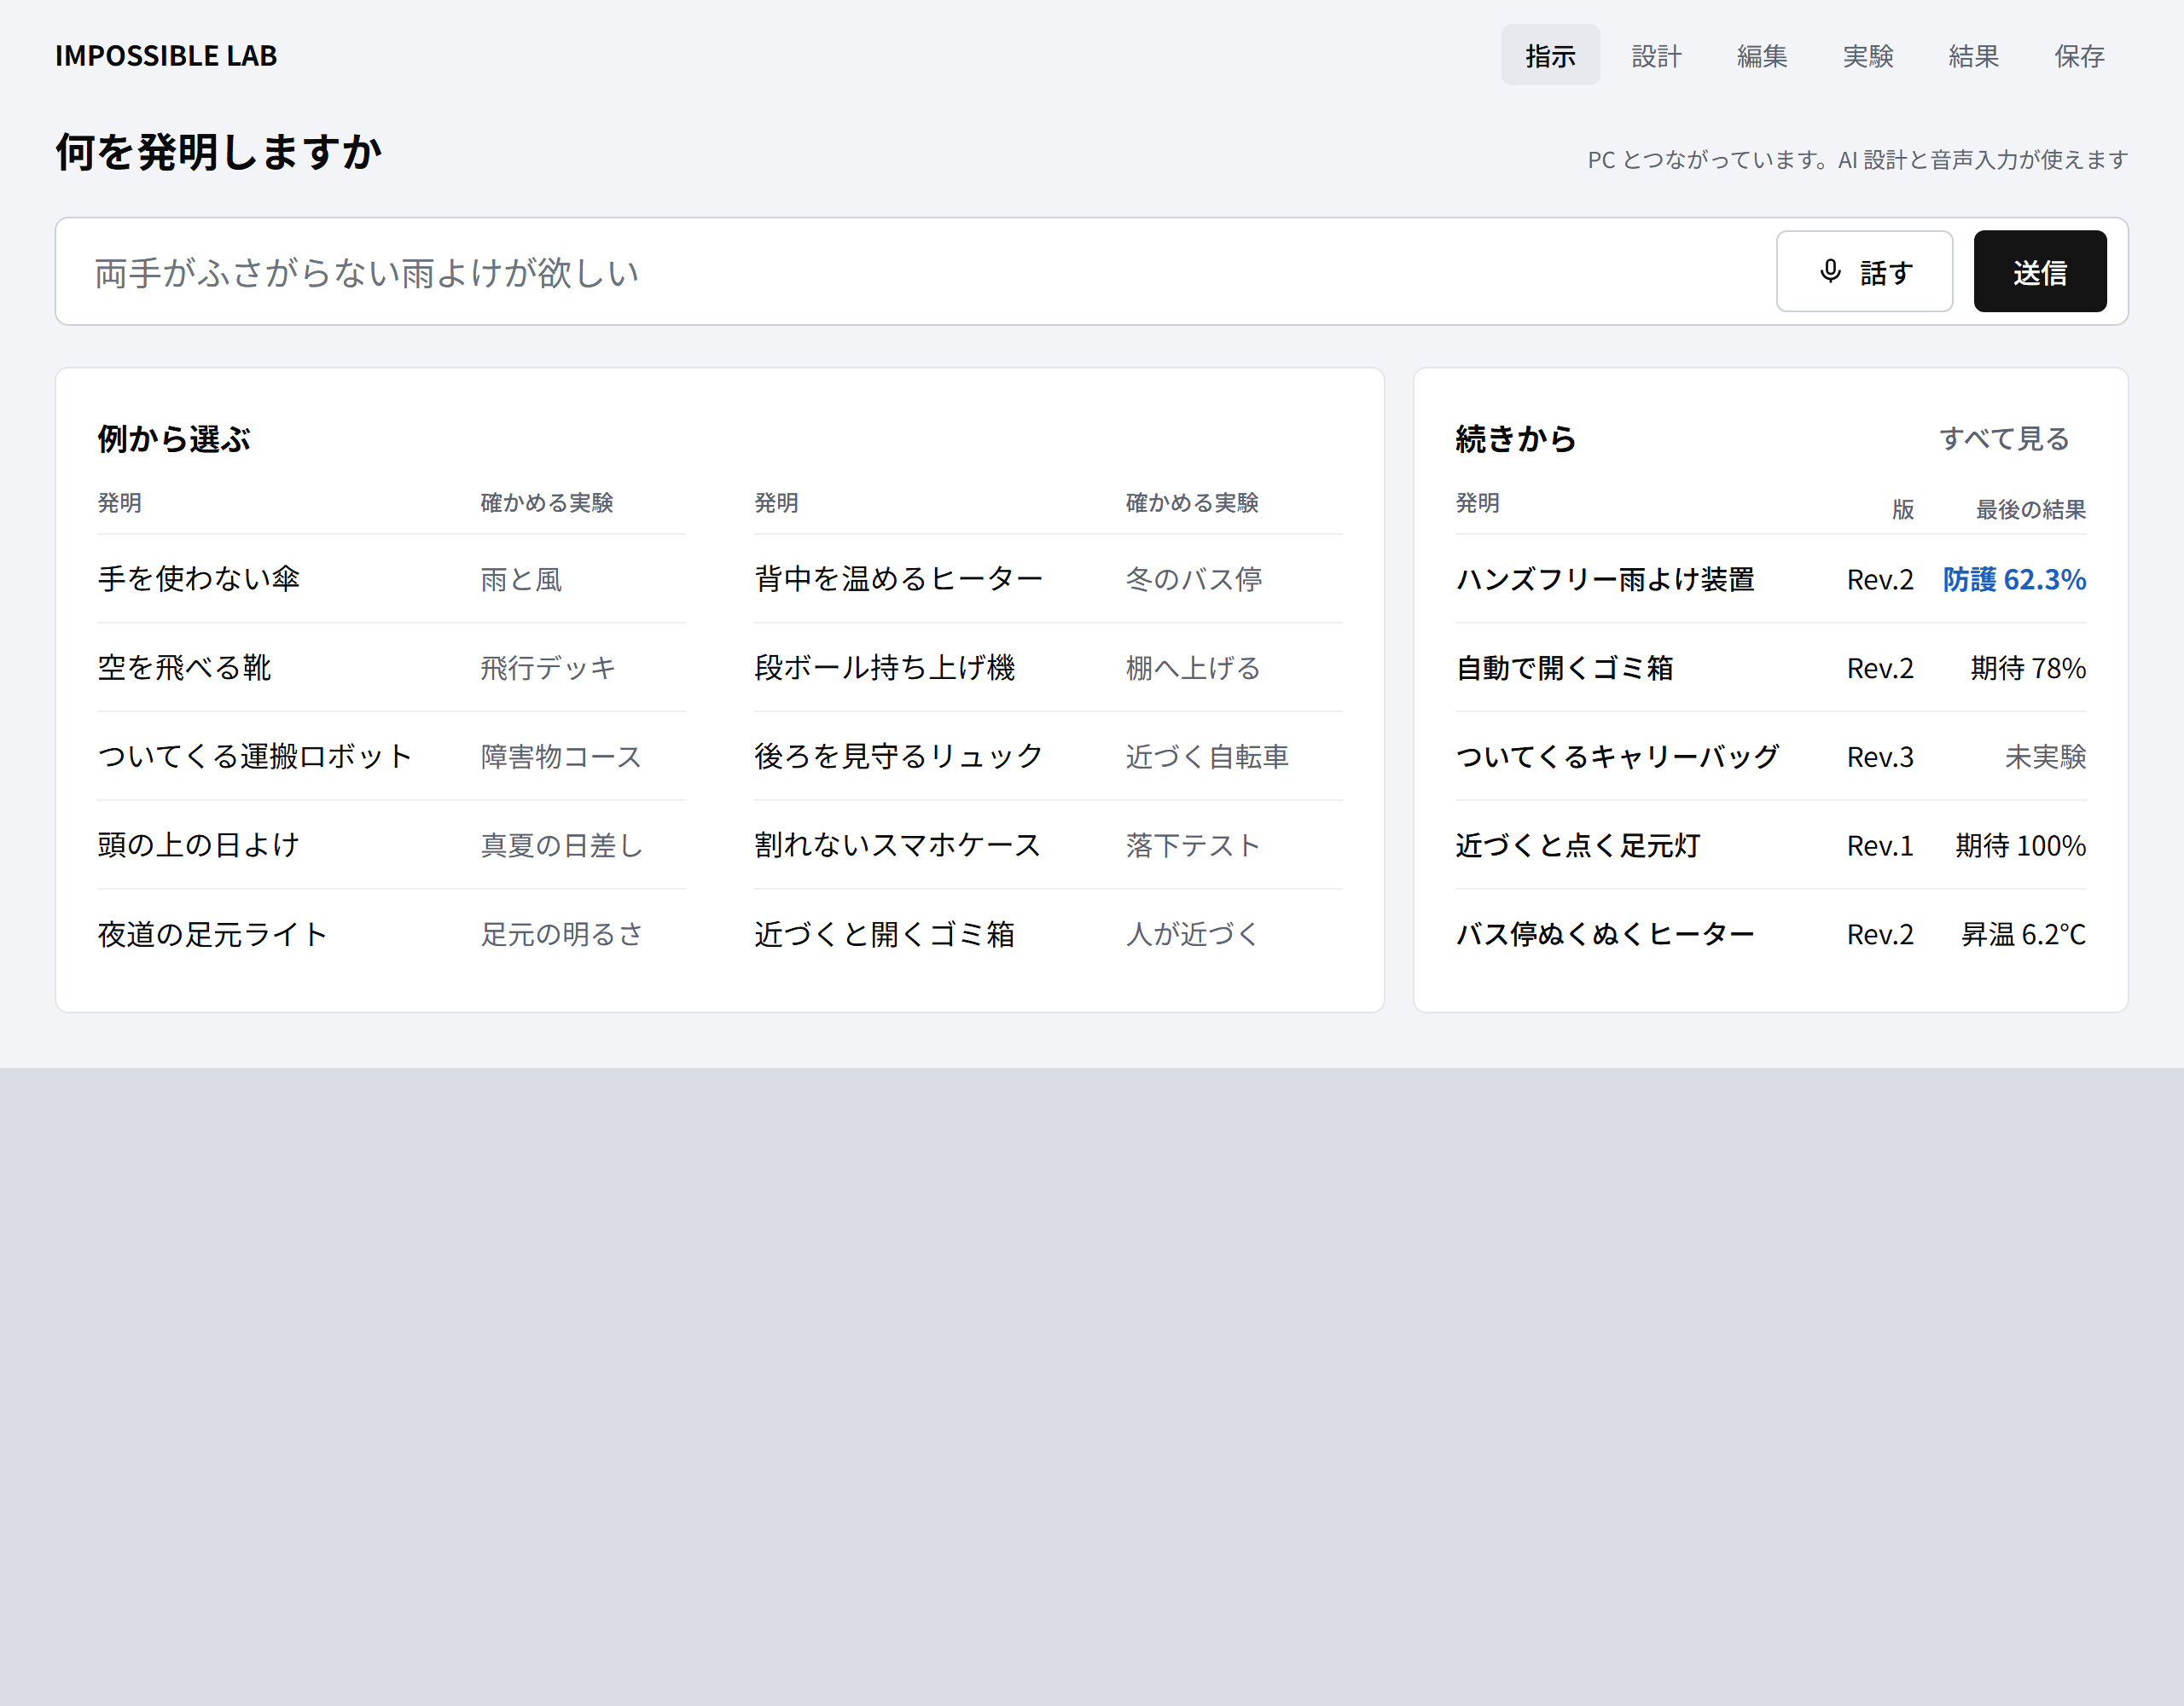 IMPOSSIBLE LAB
指示 設計 編集 実験 結果 保存
何を発明しますか
PC とつながっています。AI 設計と音声入力が使えます
両手がふさがらない雨よけが欲しい
話す
送信
例から選ぶ
発明 確かめる実験
手を使わない傘 雨と風
空を飛べる靴 飛行デッキ
ついてくる運搬ロボット 障害物コース
頭の上の日よけ 真夏の日差し
夜道の足元ライト 足元の明るさ
発明 確かめる実験
背中を温めるヒーター 冬のバス停
段ボール持ち上げ機 棚へ上げる
後ろを見守るリュック 近づく自転車
割れないスマホケース 落下テスト
近づくと開くゴミ箱 人が近づく
続きから すべて見る
発明 版 最後の結果
ハンズフリー雨よけ装置 Rev.2 防護 62.3%
自動で開くゴミ箱 Rev.2 期待 78%
ついてくるキャリーバッグ Rev.3 未実験
近づくと点く足元灯 Rev.1 期待 100%
バス停ぬくぬくヒーター Rev.2 昇温 6.2°C